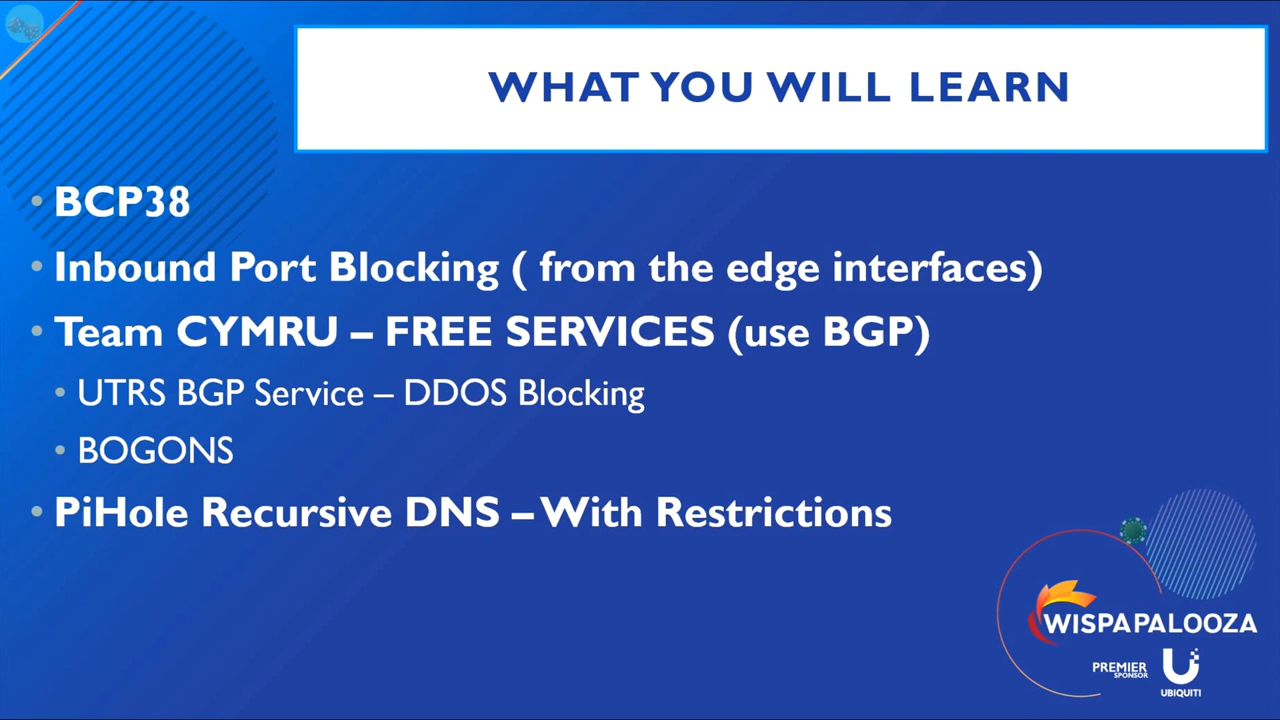 WHAT YOU WILL LEARN
• BCP38
• Inbound Port Blocking ( from the edge interfaces)
• Team CYMRU – FREE SERVICES (use BGP)
• UTRS BGP Service – DDOS Blocking
• BOGONS
• PiHole Recursive DNS – With Restrictions
WISPAPALOOZA
PREMIER
SPONSOR
UBIQUITI